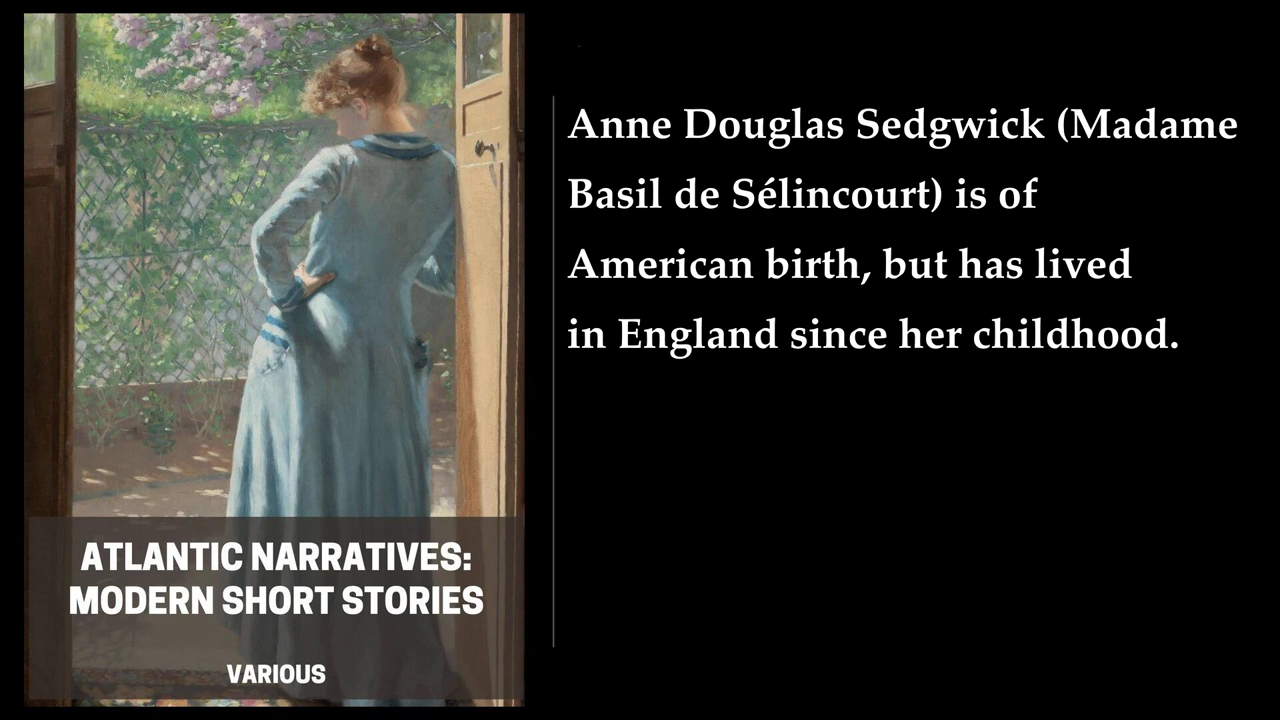 Anne Douglas Sedgwick (Madame
Basil de Sélincourt) is of
American birth, but has lived
in England since her childhood.
ATLANTIC NARRATIVES:
MODERN SHORT STORIES
VARIOUS